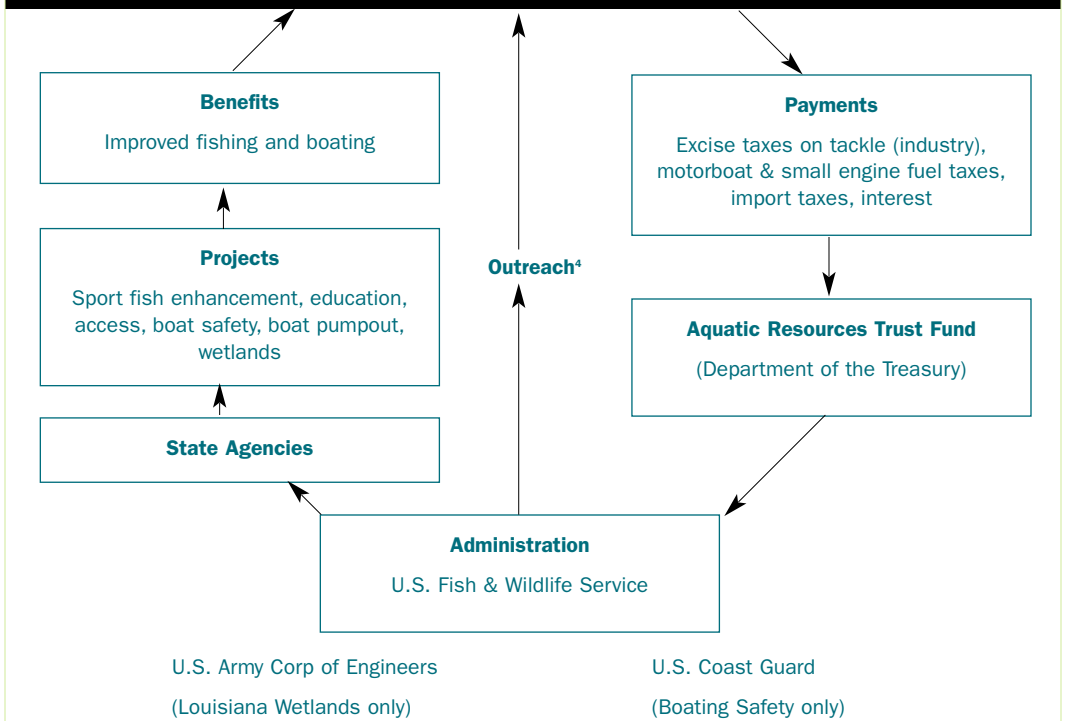 Benefits
Improved fishing and boating
Projects
Sport fish enhancement, education,
access, boat safety, boat pumpout,
wetlands
State Agencies
Outreach⁴
Payments
Excise taxes on tackle (industry),
motorboat & small engine fuel taxes,
import taxes, interest
Aquatic Resources Trust Fund
(Department of the Treasury)
Administration
U.S. Fish & Wildlife Service
U.S. Army Corp of Engineers
(Louisiana Wetlands only)
U.S. Coast Guard
(Boating Safety only)